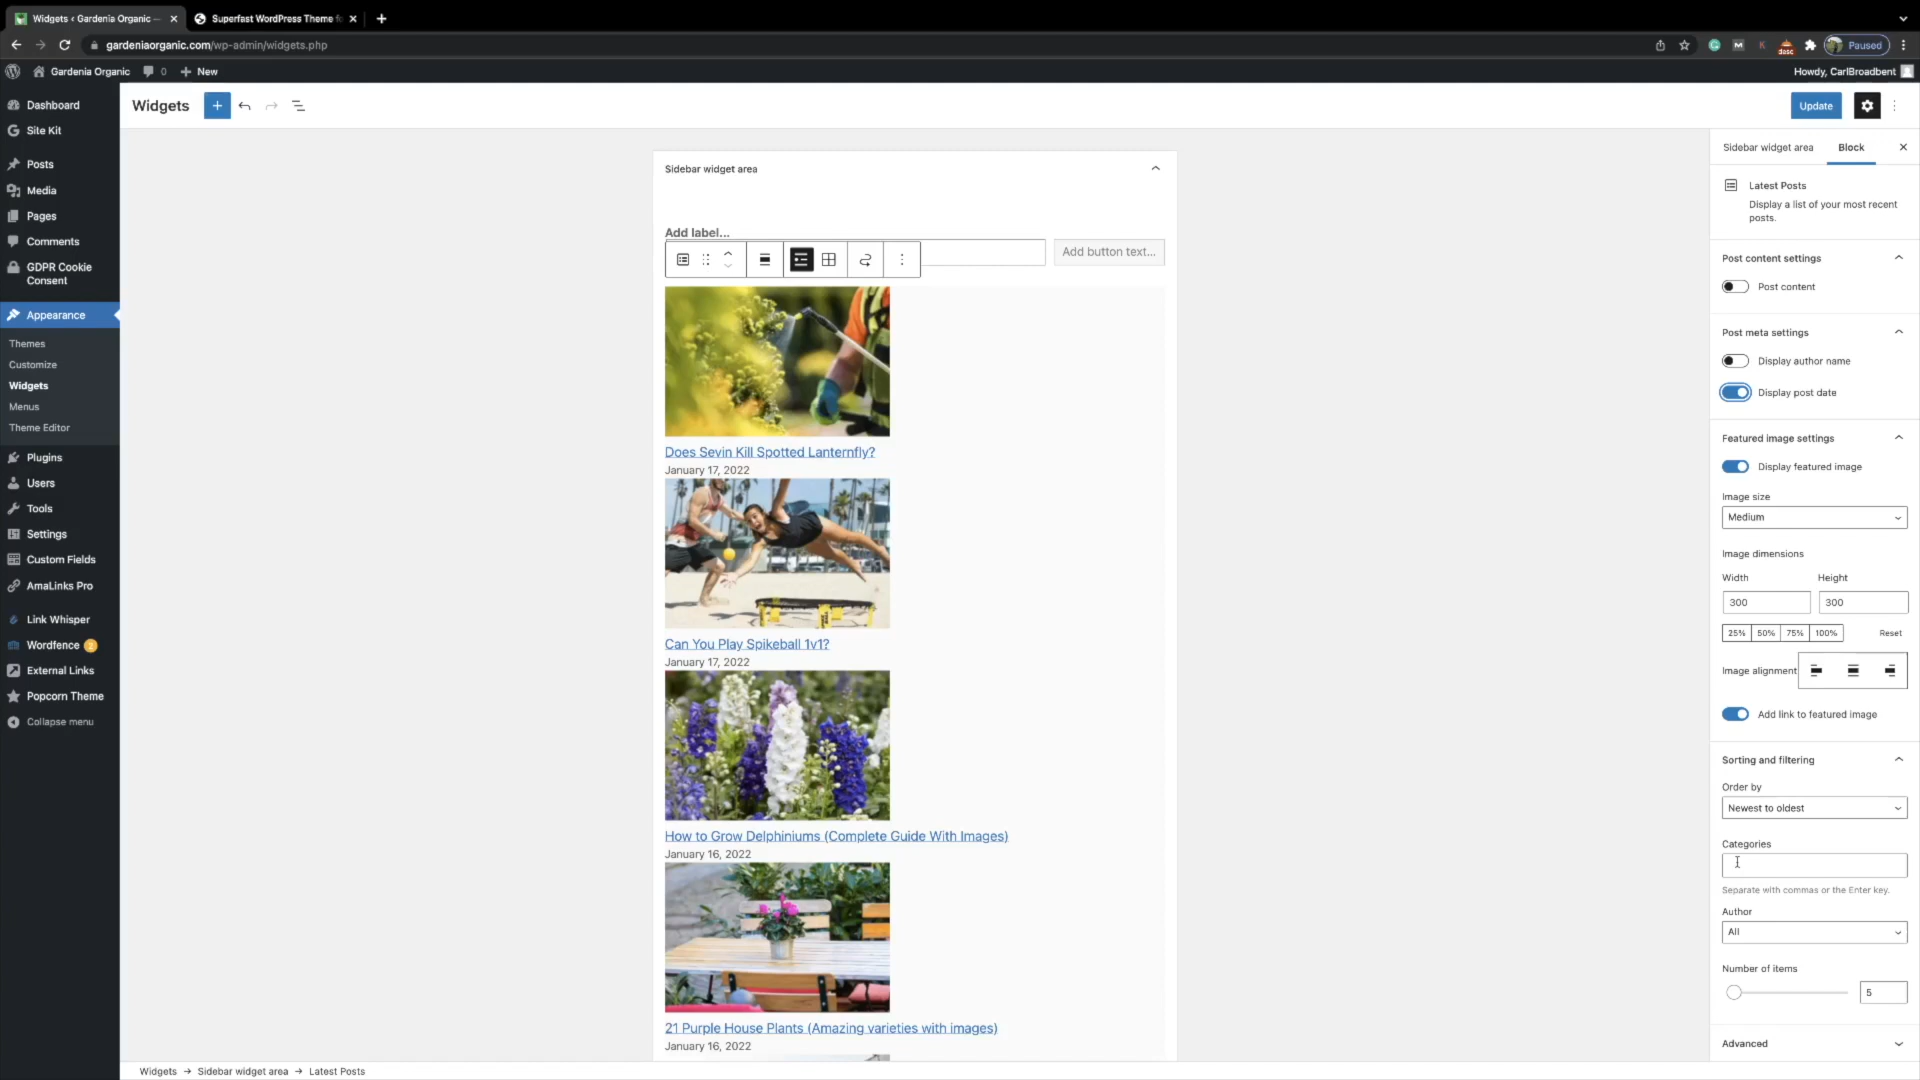 Widgets ‹ Gardenia Organic —
Superfast WordPress Theme fo
gardeniaorganic.com/wp-admin/widgets.php
Paused
Gardenia Organic
0
New
Howdy, CarlBroadbent
Dashboard
Site Kit
Posts
Media
Pages
Comments
GDPR Cookie
Consent
Appearance
Themes
Customize
Widgets
Menus
Theme Editor
Plugins
Users
Tools
Settings
Custom Fields
AmaLinks Pro
Link Whisper
Wordfence 2
External Links
Popcorn Theme
Collapse menu
Widgets
Update
Sidebar widget area
Add label...
Add button text...
Does Sevin Kill Spotted Lanternfly?
January 17, 2022
Can You Play Spikeball 1v1?
January 17, 2022
How to Grow Delphiniums (Complete Guide With Images)
January 16, 2022
21 Purple House Plants (Amazing varieties with images)
January 16, 2022
Sidebar widget area
Block
Latest Posts
Display a list of your most recent
posts.
Post content settings
Post content
Post meta settings
Display author name
Display post date
Featured image settings
Display featured image
Image size
Medium
Image dimensions
Width
Height
300
300
25%
50%
75%
100%
Reset
Image alignment
Add link to featured image
Sorting and filtering
Order by
Newest to oldest
Categories
Separate with commas or the Enter key.
Author
All
Number of items
5
Advanced
Widgets → Sidebar widget area → Latest Posts